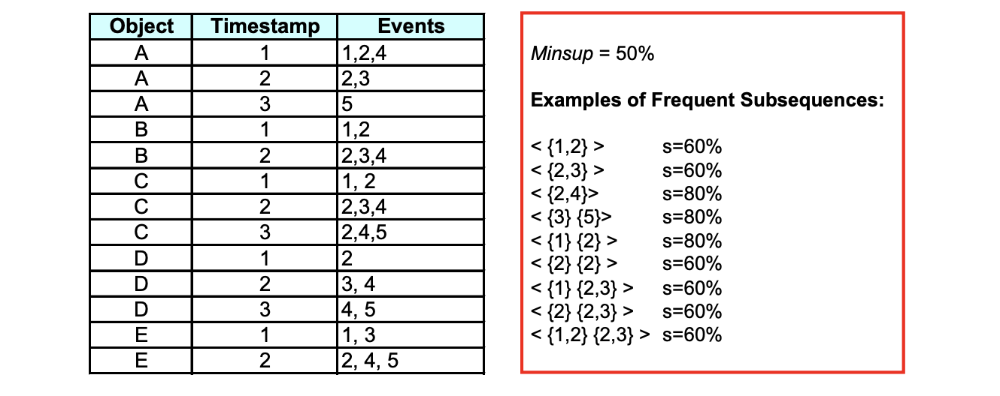 Object Timestamp Events
A 1 1,2,4
A 2 2,3
A 3 5
B 1 1,2
B 2 2,3,4
C 1 1, 2
C 2 2,3,4
C 3 2,4,5
D 1 2
D 2 3, 4
D 3 4, 5
E 1 1, 3
E 2 2, 4, 5
Minsup = 50%
Examples of Frequent Subsequences:
< {1,2} > s=60%
< {2,3} > s=60%
< {2,4}> s=80%
< {3} {5}> s=80%
< {1} {2} > s=80%
< {2} {2} > s=60%
< {1} {2,3} > s=60%
< {2} {2,3} > s=60%
< {1,2} {2,3} > s=60%